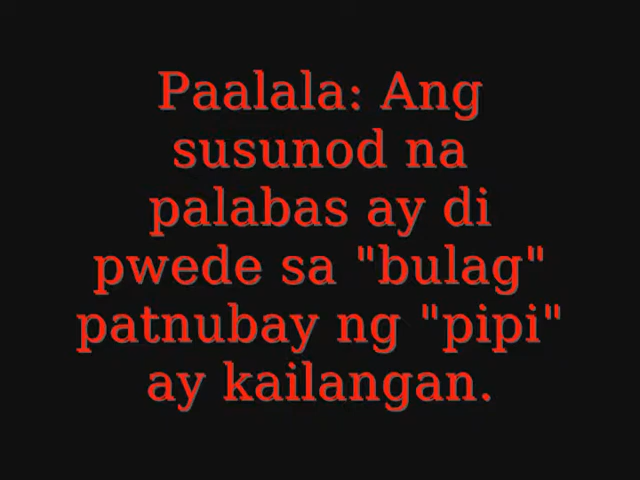 Paalala: Ang
susunod na
palabas ay di
pwede sa "bulag"
patnubay ng "pipi"
ay kailangan.